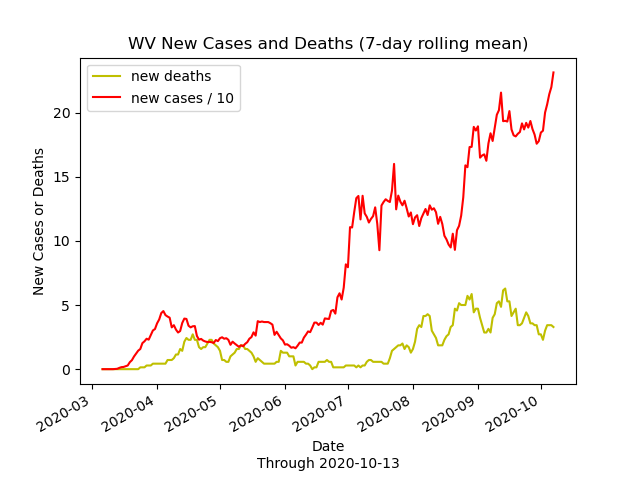 WV New Cases and Deaths (7-day rolling mean)
new deaths
new cases / 10
New Cases or Deaths
20
15
10
5
0
2020-03
2020-04
2020-05
2020-06
2020-07
2020-08
2020-09
2020-10
Date
Through 2020-10-13